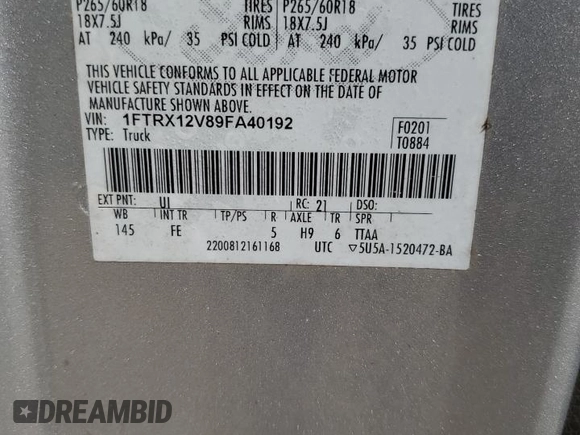 P265/60R18 TIRES P265/60R18 TIRES
18X7.5J RIMS 18X7.5J RIMS
AT 240 kPa/ 35 PSI COLD AT 240 kPa/ 35 PSI COLD
THIS VEHICLE CONFORMS TO ALL APPLICABLE FEDERAL MOTOR
VEHICLE SAFETY STANDARDS IN EFFECT ON THE DATE OF
MANUFACTURE SHOWN ABOVE.
VIN: 1FTRX12V89FA40192
TYPE: Truck
F0201
T0884
EXT PNT: UI RC: 21 DSO:
WB INT TR TP/PS R AXLE TR SPR
145 FE 5 H9 6 TTAA
2200812161168 UTC ▽5U5A-1520472-BA
DREAMBID